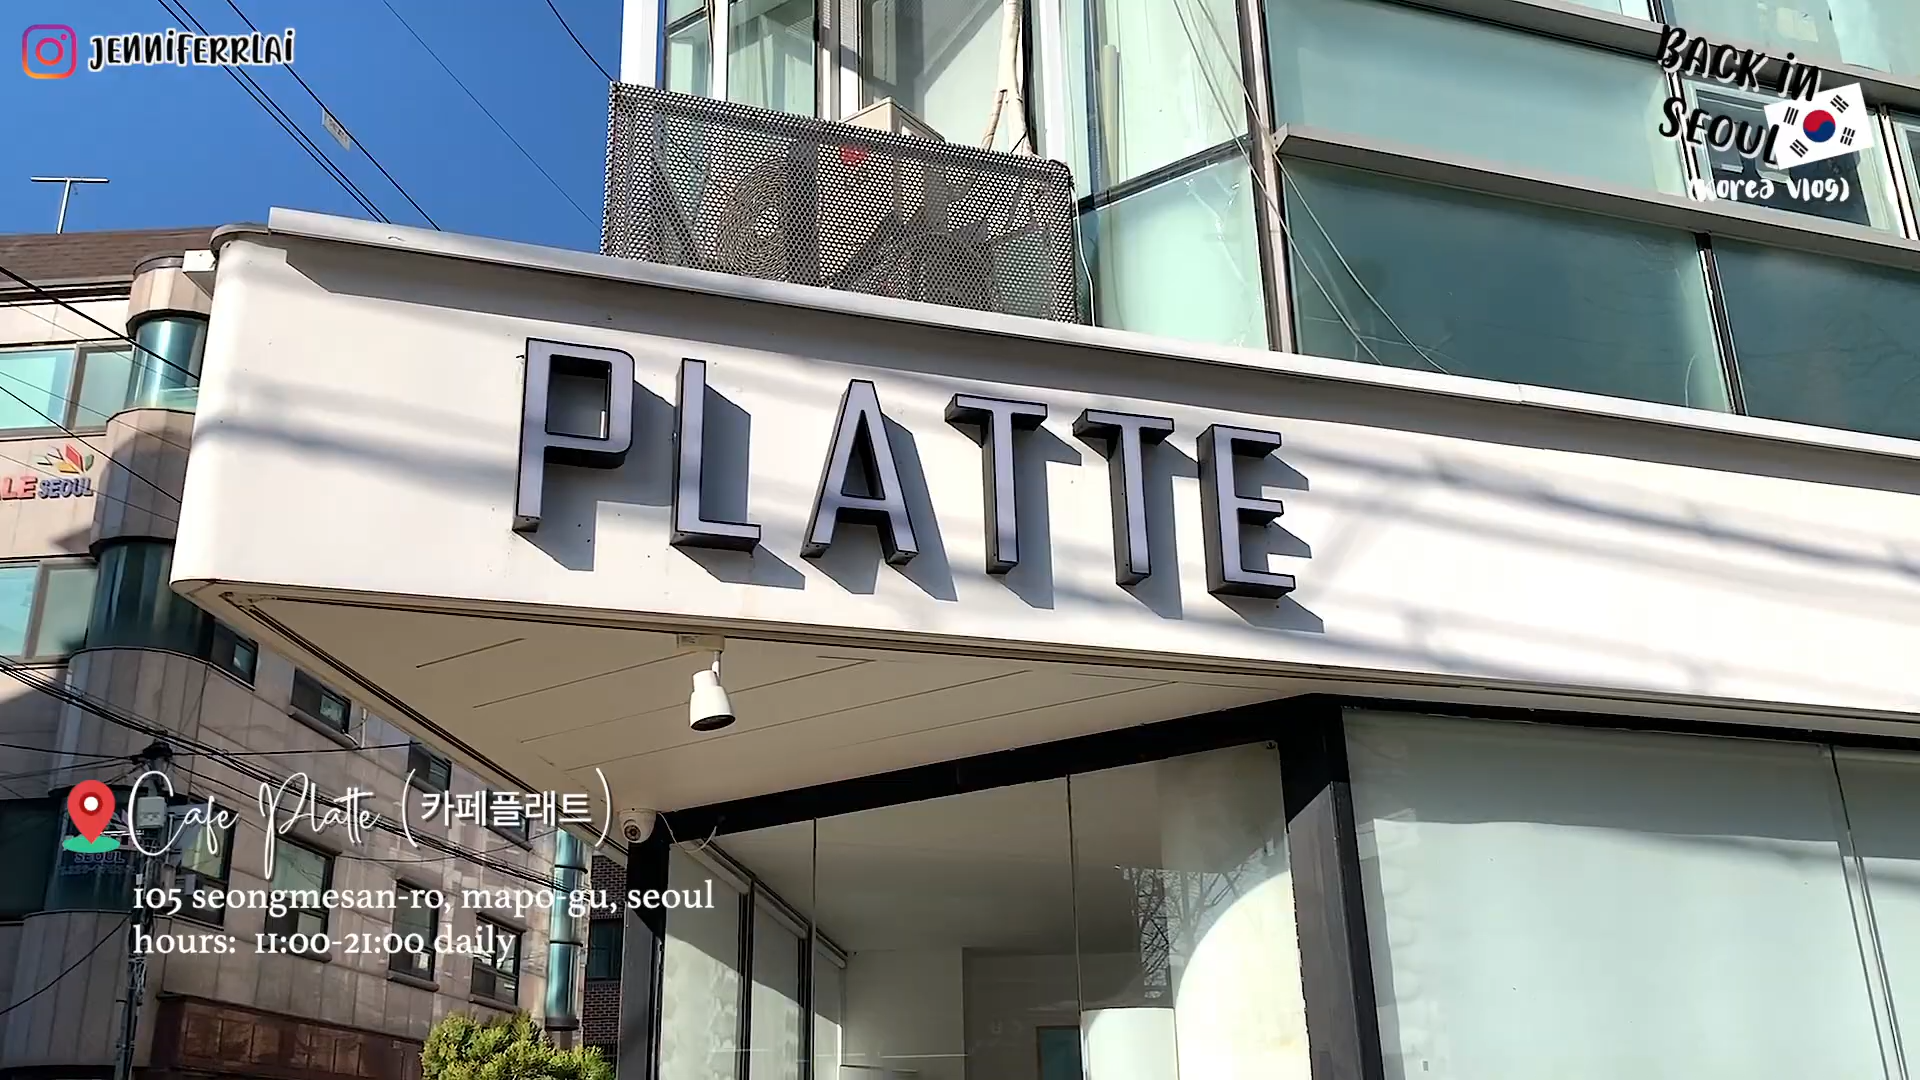 JENNiFERRLAi
BACK iN
SEOUL
(Korea Vlog)
PLATTE
SEOUL
Cafe Platte (카페플래트)
105 seongmesan-ro, mapo-gu, seoul
hours: 11:00-21:00 daily